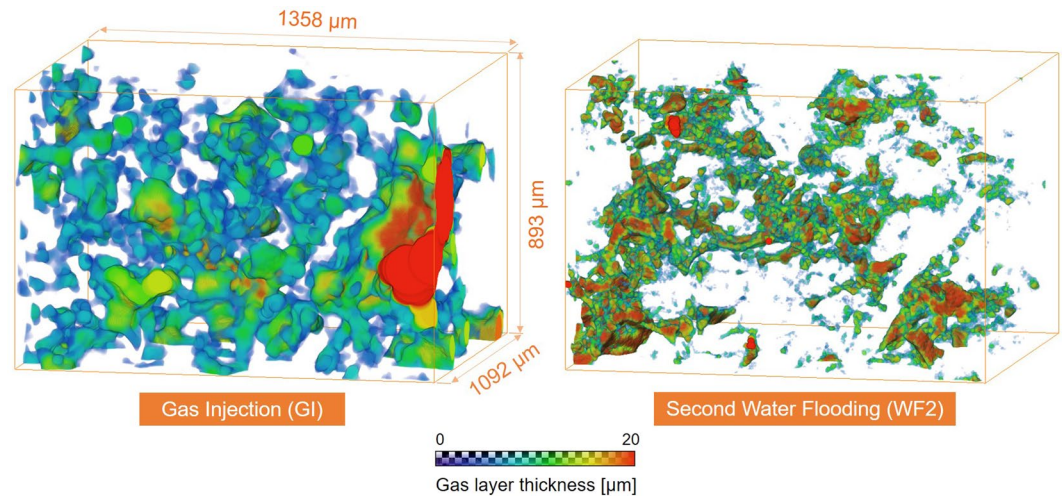 1358 µm
893 µm
1092 µm
Gas Injection (GI)
Second Water Flooding (WF2)
0 20
Gas layer thickness [µm]